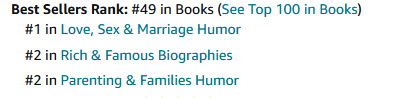 Best Sellers Rank: #49 in Books (See Top 100 in Books)
#1 in Love, Sex & Marriage Humor
#2 in Rich & Famous Biographies
#2 in Parenting & Families Humor